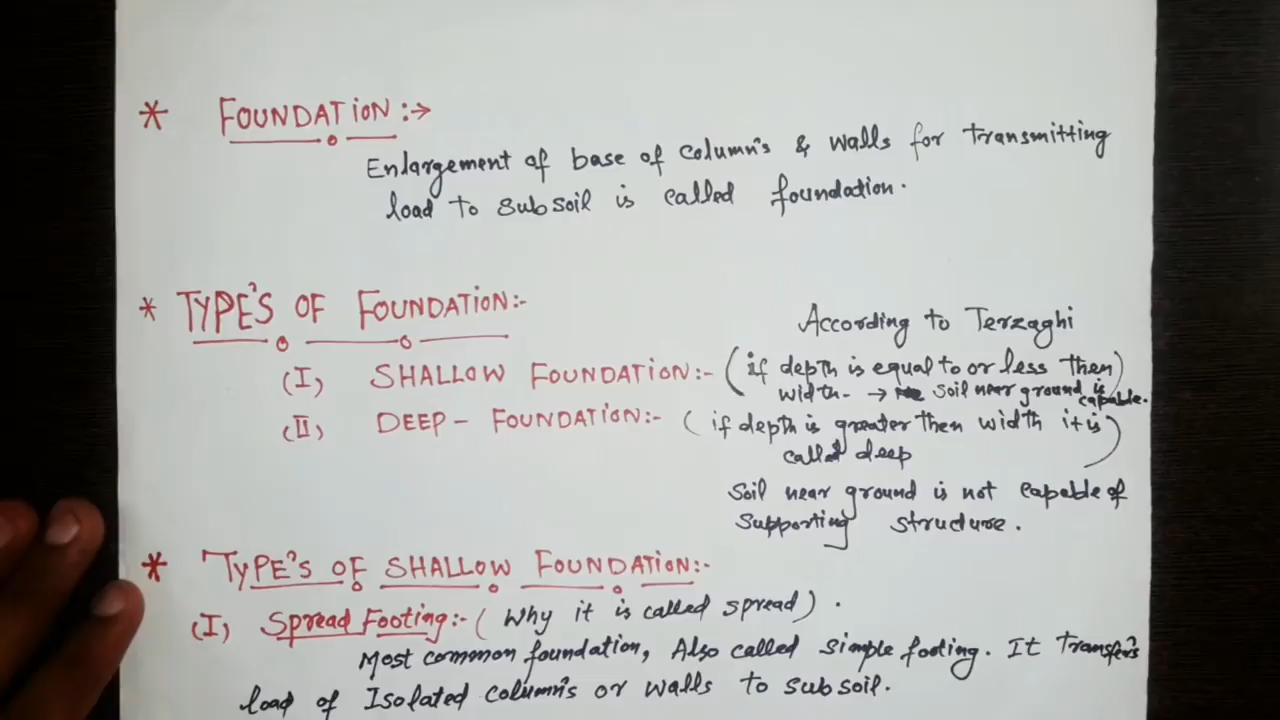 * FOUNDATION :→
Enlargement of base of column's & walls for transmitting
load to subsoil is called foundation.
* TYPE'S OF FOUNDATION:-
According to Terzaghi
(I) SHALLOW FOUNDATION:- (if depth is equal to or less then)
width- → soil near ground is
capable.
(II) DEEP - FOUNDATION:- (if depth is greater then width it is)
called deep
Soil near ground is not capable of
supporting structure.
* TYPE'S OF SHALLOW FOUNDATION:-
(I) Spread Footing:- (Why it is called spread).
Most common foundation, Also called simple footing. It Transfer's
load of Isolated column's or walls to subsoil.